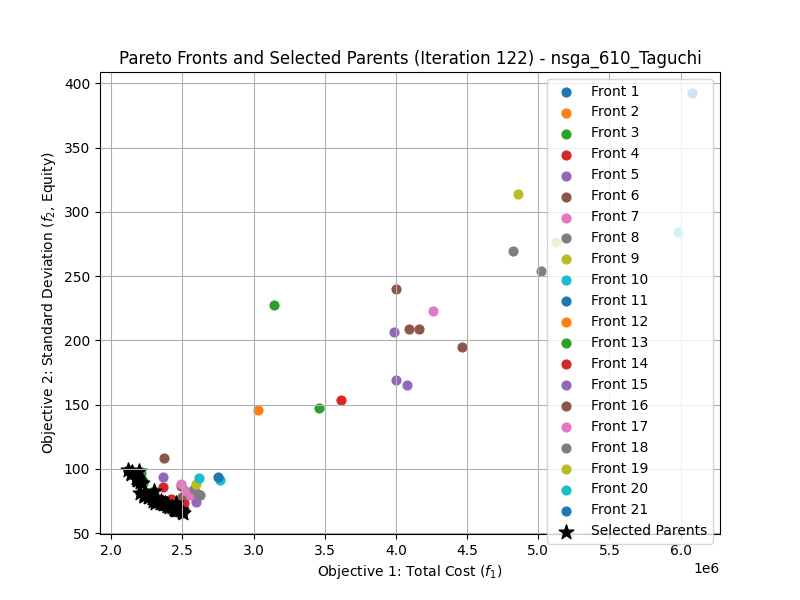 Pareto Fronts and Selected Parents (Iteration 122) - nsga_610_Taguchi
Objective 2: Standard Deviation (f₂, Equity)
400
350
300
250
200
150
100
50
2.0 2.5 3.0 3.5 4.0 4.5 5.0 5.5 6.0
1e6
Objective 1: Total Cost (f₁)
Front 1
Front 2
Front 3
Front 4
Front 5
Front 6
Front 7
Front 8
Front 9
Front 10
Front 11
Front 12
Front 13
Front 14
Front 15
Front 16
Front 17
Front 18
Front 19
Front 20
Front 21
Selected Parents